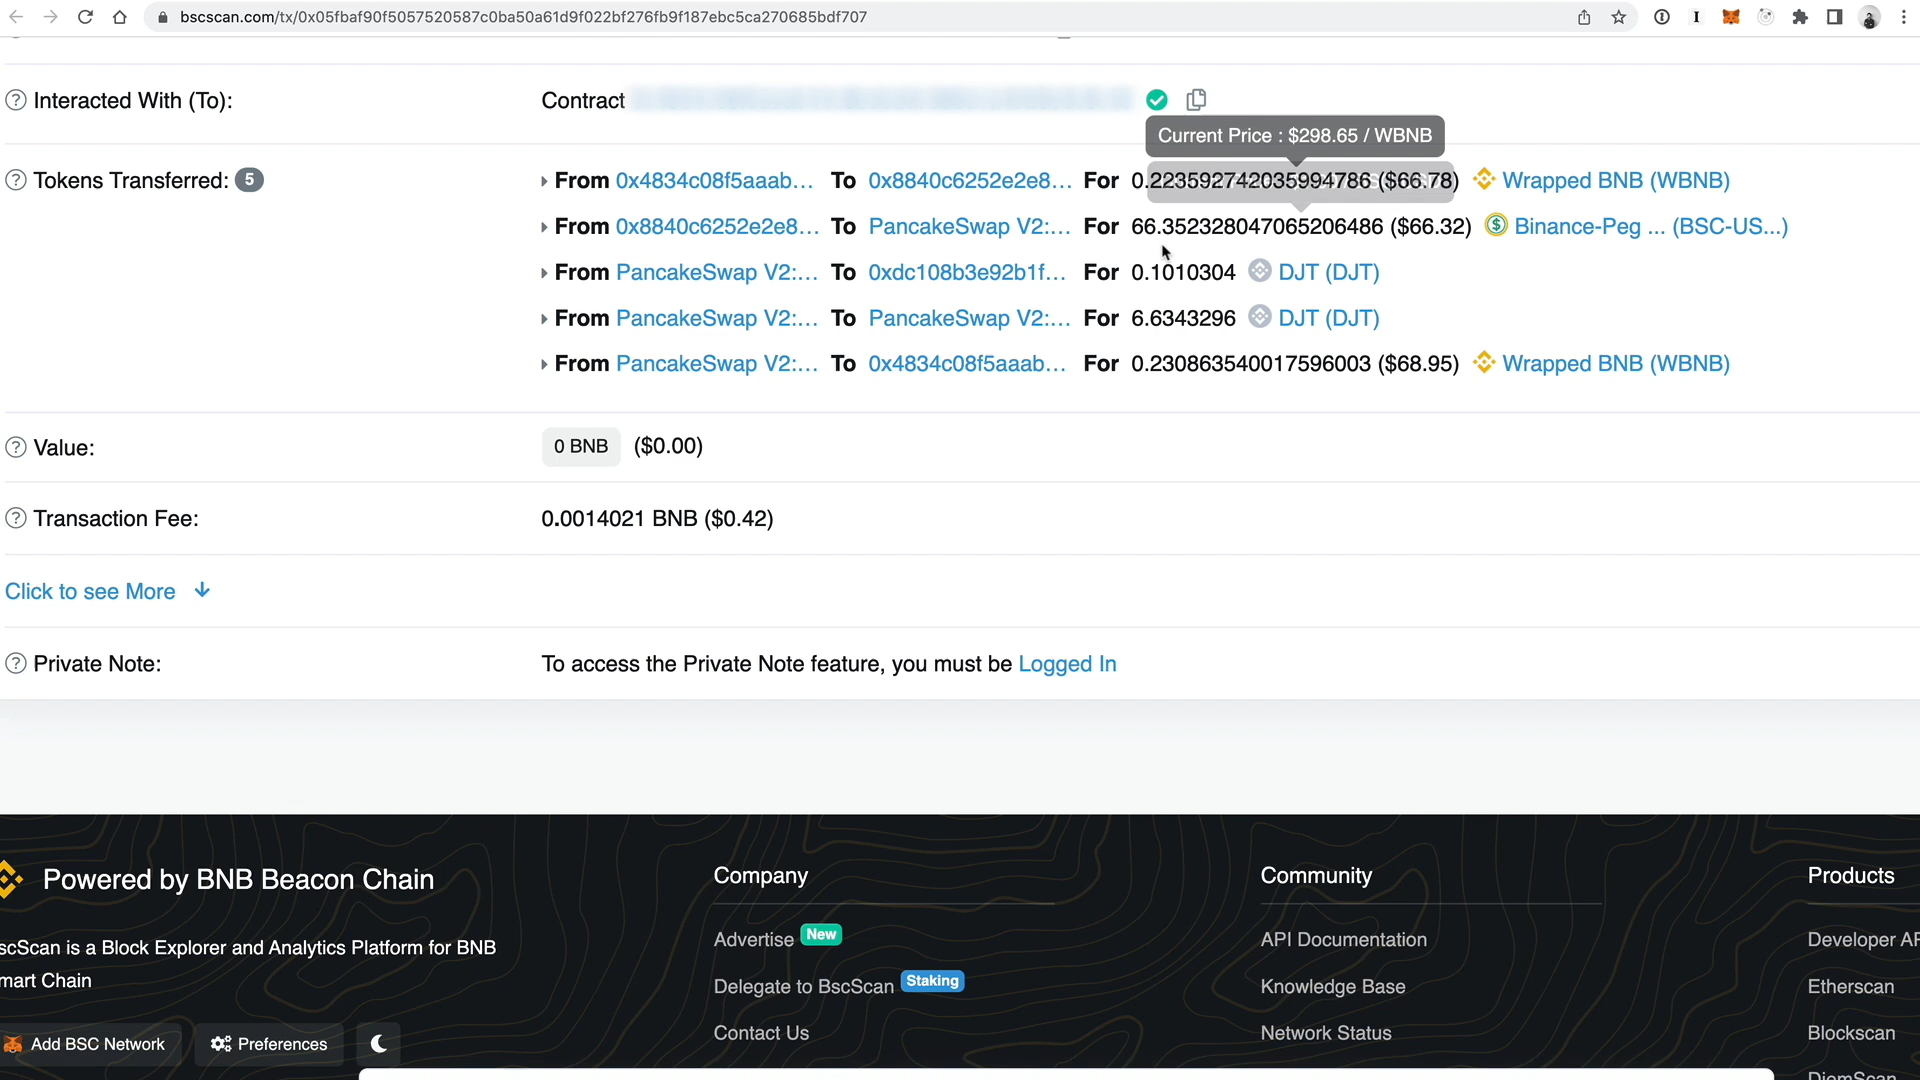 bscscan.com/tx/0x05fbaf90f5057520587c0ba50a61d9f022bf276fb9f187ebc5ca270685bdf707
Interacted With (To):
Contract
Current Price : $298.65 / WBNB
Tokens Transferred: 5
From 0x4834c08f5aaab... To 0x8840c6252e2e8... For 0.223592742035994786 ($66.78) Wrapped BNB (WBNB)
From 0x8840c6252e2e8... To PancakeSwap V2:... For 66.352328047065206486 ($66.32) Binance-Peg ... (BSC-US...)
From PancakeSwap V2:... To 0xdc108b3e92b1f... For 0.1010304 DJT (DJT)
From PancakeSwap V2:... To PancakeSwap V2:... For 6.6343296 DJT (DJT)
From PancakeSwap V2:... To 0x4834c08f5aaab... For 0.230863540017596003 ($68.95) Wrapped BNB (WBNB)
Value: 0 BNB ($0.00)
Transaction Fee: 0.0014021 BNB ($0.42)
Click to see More
Private Note: To access the Private Note feature, you must be Logged In
Powered by BNB Beacon Chain
scScan is a Block Explorer and Analytics Platform for BNB
mart Chain
Add BSC Network
Preferences
Company
Advertise New
Delegate to BscScan Staking
Contact Us
Community
API Documentation
Knowledge Base
Network Status
Products
Developer AP
Etherscan
Blockscan